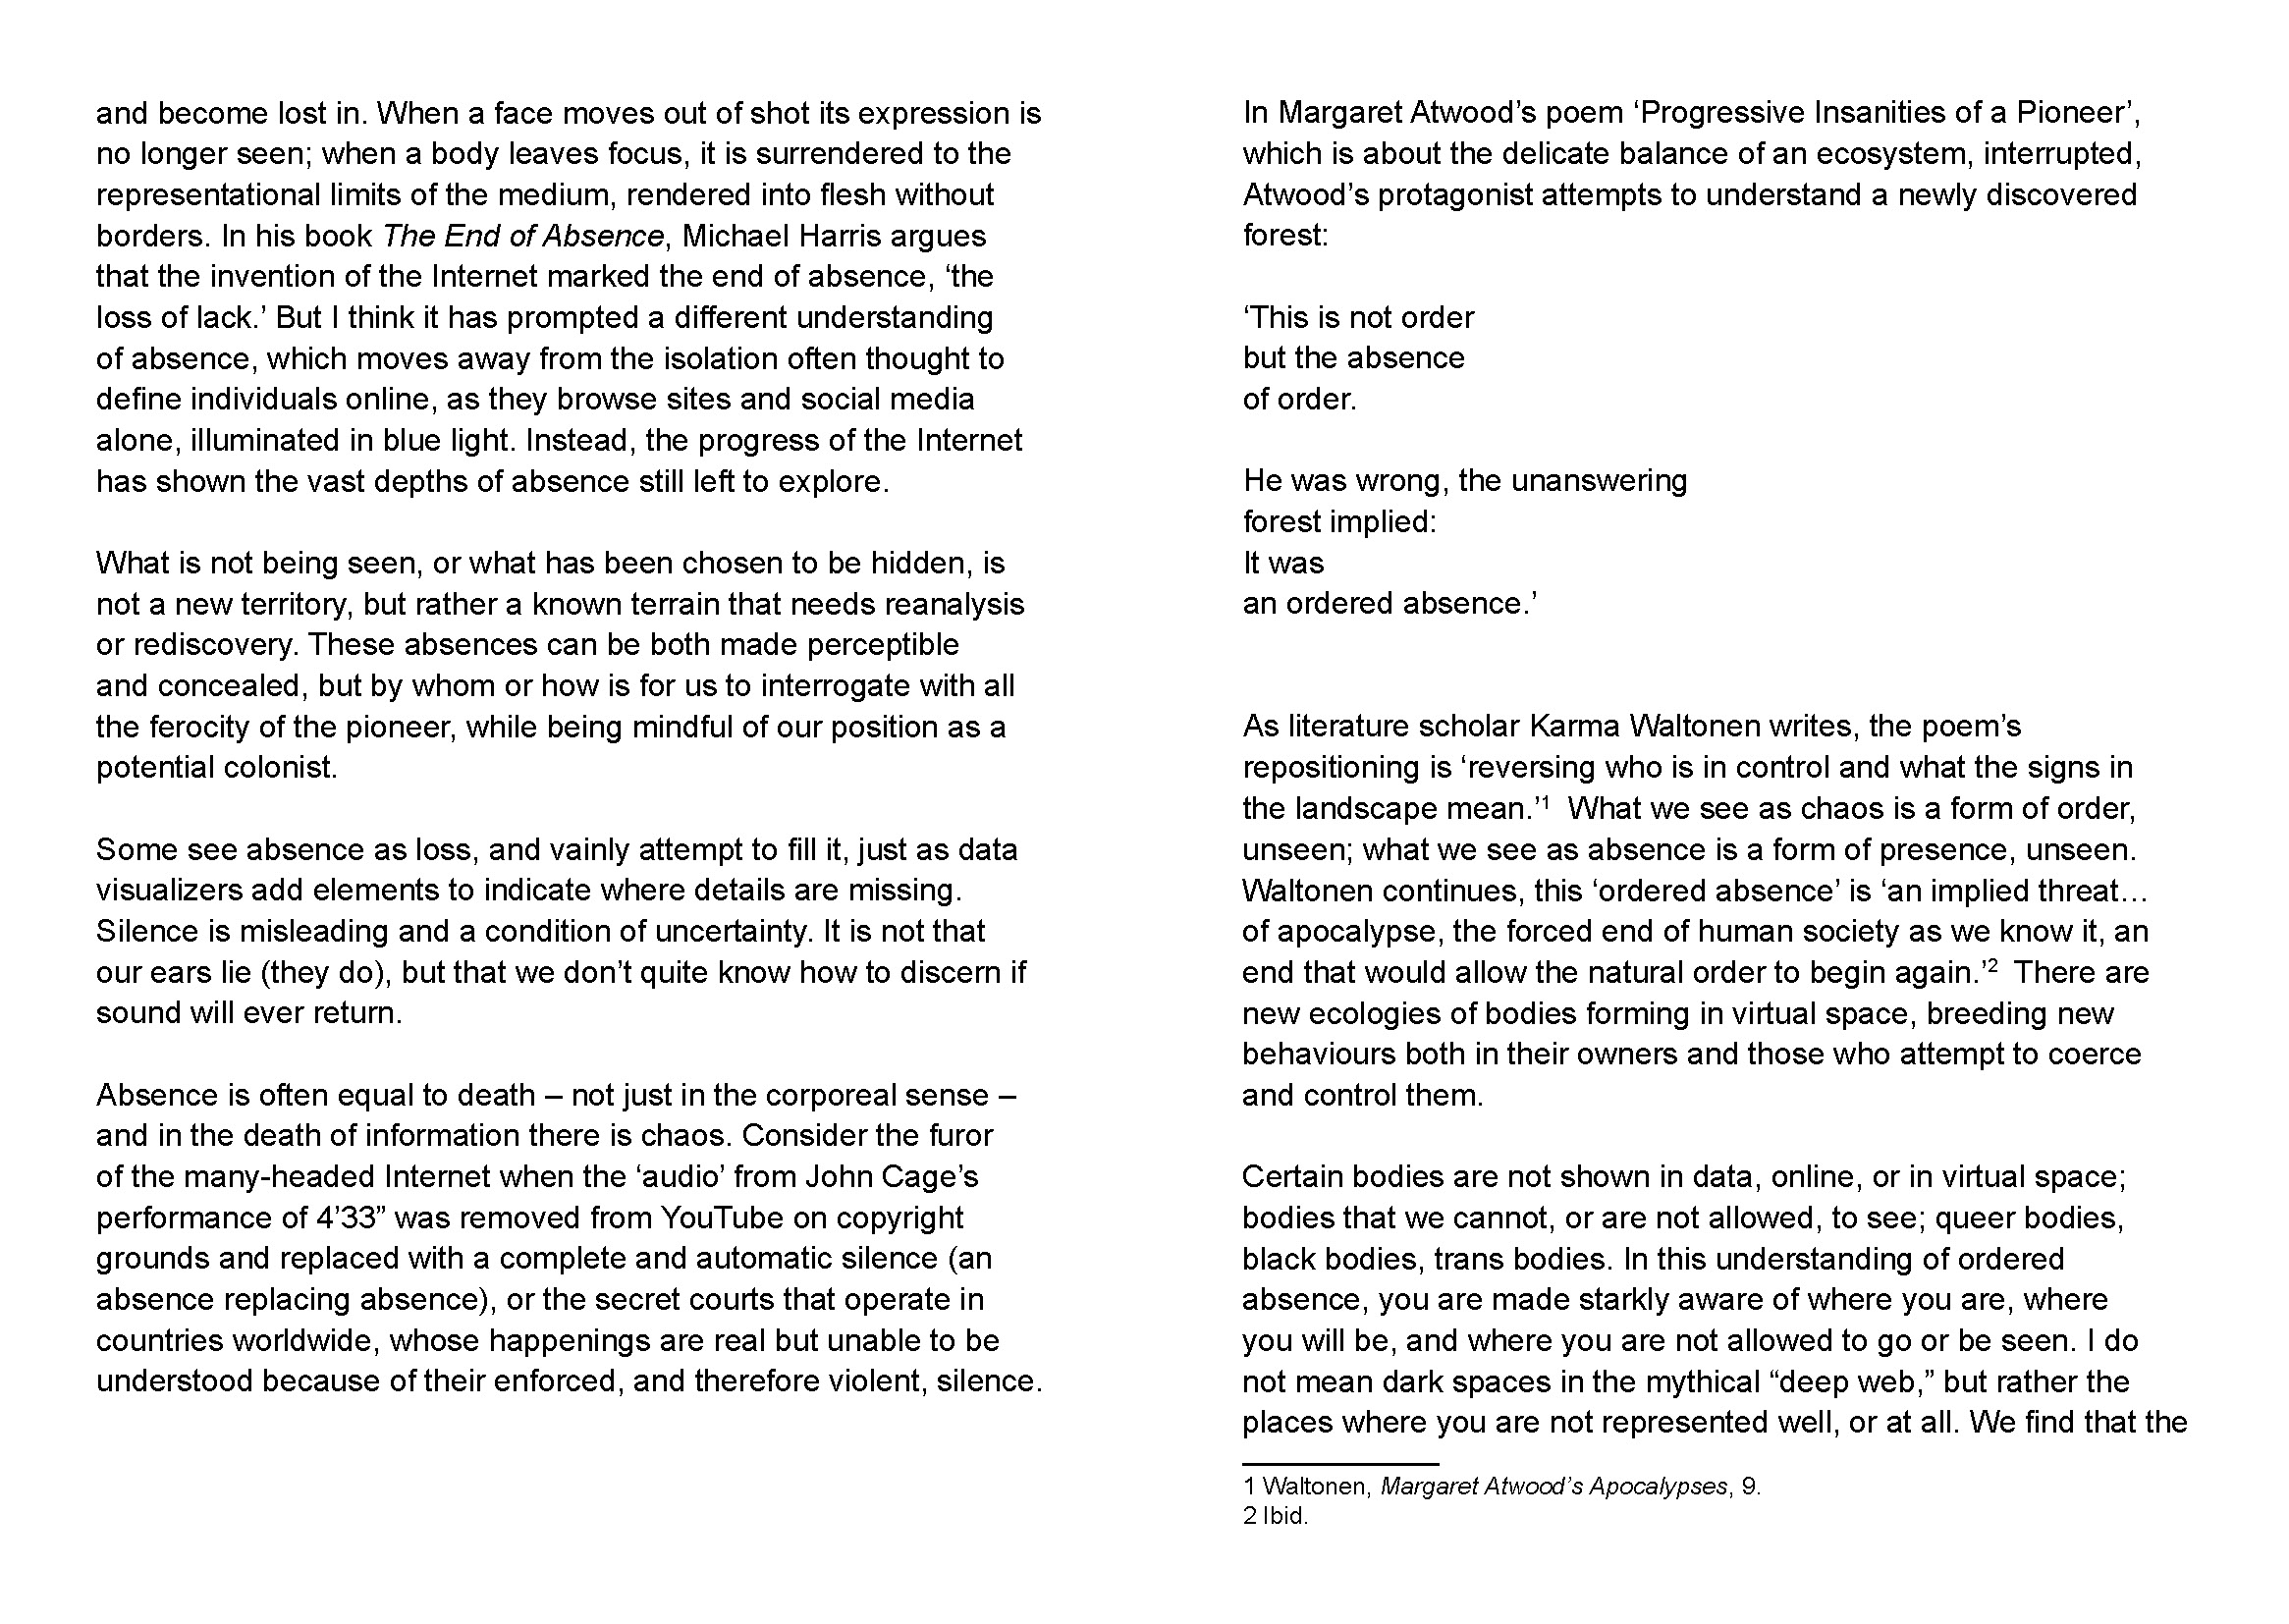 and become lost in. When a face moves out of shot its expression is
no longer seen; when a body leaves focus, it is surrendered to the
representational limits of the medium, rendered into flesh without
borders. In his book The End of Absence, Michael Harris argues
that the invention of the Internet marked the end of absence, ‘the
loss of lack.’ But I think it has prompted a different understanding
of absence, which moves away from the isolation often thought to
define individuals online, as they browse sites and social media
alone, illuminated in blue light. Instead, the progress of the Internet
has shown the vast depths of absence still left to explore.

What is not being seen, or what has been chosen to be hidden, is
not a new territory, but rather a known terrain that needs reanalysis
or rediscovery. These absences can be both made perceptible
and concealed, but by whom or how is for us to interrogate with all
the ferocity of the pioneer, while being mindful of our position as a
potential colonist.

Some see absence as loss, and vainly attempt to fill it, just as data
visualizers add elements to indicate where details are missing.
Silence is misleading and a condition of uncertainty. It is not that
our ears lie (they do), but that we don’t quite know how to discern if
sound will ever return.

Absence is often equal to death – not just in the corporeal sense –
and in the death of information there is chaos. Consider the furor
of the many-headed Internet when the ‘audio’ from John Cage’s
performance of 4’33” was removed from YouTube on copyright
grounds and replaced with a complete and automatic silence (an
absence replacing absence), or the secret courts that operate in
countries worldwide, whose happenings are real but unable to be
understood because of their enforced, and therefore violent, silence.

In Margaret Atwood’s poem ‘Progressive Insanities of a Pioneer’,
which is about the delicate balance of an ecosystem, interrupted,
Atwood’s protagonist attempts to understand a newly discovered
forest:

‘This is not order
but the absence
of order.

He was wrong, the unanswering
forest implied:
It was
an ordered absence.’

As literature scholar Karma Waltonen writes, the poem’s
repositioning is ‘reversing who is in control and what the signs in
the landscape mean.’¹ What we see as chaos is a form of order,
unseen; what we see as absence is a form of presence, unseen.
Waltonen continues, this ‘ordered absence’ is ‘an implied threat…
of apocalypse, the forced end of human society as we know it, an
end that would allow the natural order to begin again.’² There are
new ecologies of bodies forming in virtual space, breeding new
behaviours both in their owners and those who attempt to coerce
and control them.

Certain bodies are not shown in data, online, or in virtual space;
bodies that we cannot, or are not allowed, to see; queer bodies,
black bodies, trans bodies. In this understanding of ordered
absence, you are made starkly aware of where you are, where
you will be, and where you are not allowed to go or be seen. I do
not mean dark spaces in the mythical “deep web,” but rather the
places where you are not represented well, or at all. We find that the

1 Waltonen, Margaret Atwood’s Apocalypses, 9.
2 Ibid.